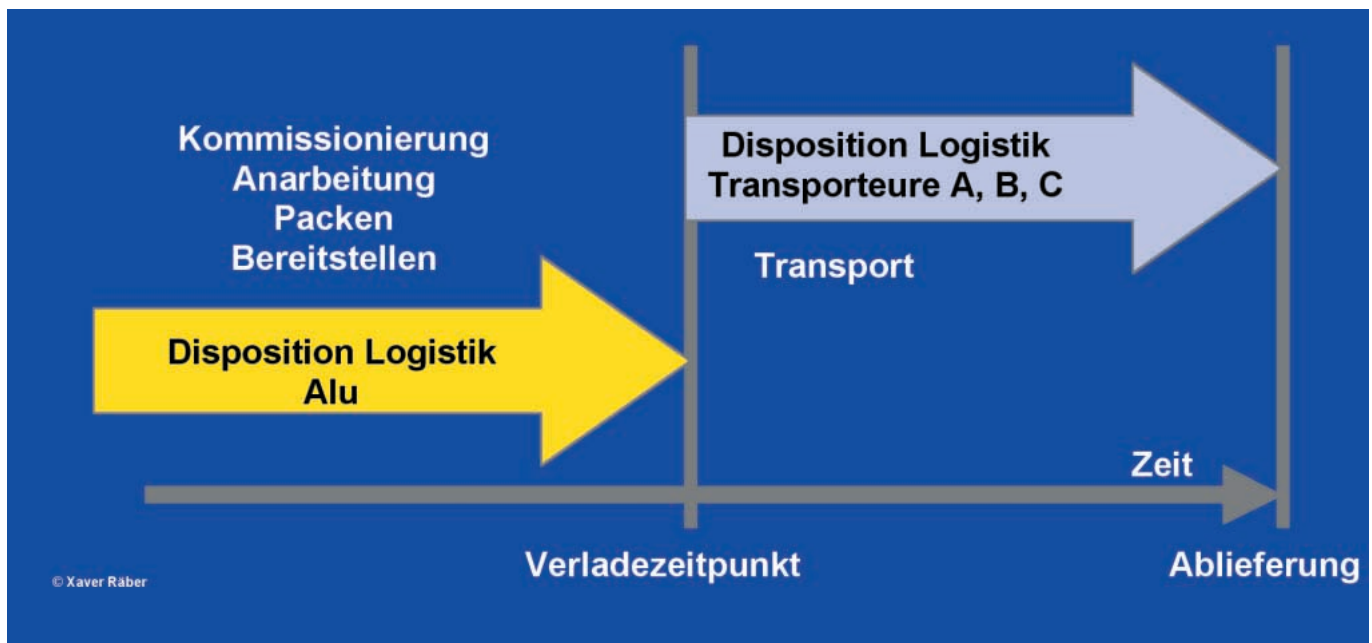 Kommissionierung
Anarbeitung
Packen
Bereitstellen
Disposition Logistik
Alu
Disposition Logistik
Transporteure A, B, C
Transport
Zeit
Verladezeitpunkt
Ablieferung
© Xaver Räber